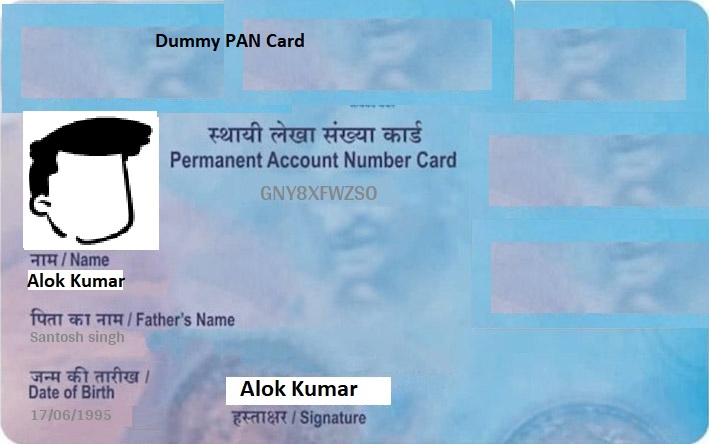 Dummy PAN Card
स्थायी लेखा संख्या कार्ड
Permanent Account Number Card
GNY8XFWZSO
नाम / Name
Alok Kumar
पिता का नाम / Father's Name
Santosh singh
जन्म की तारीख /
Date of Birth
17/06/1995
Alok Kumar
हस्ताक्षर / Signature